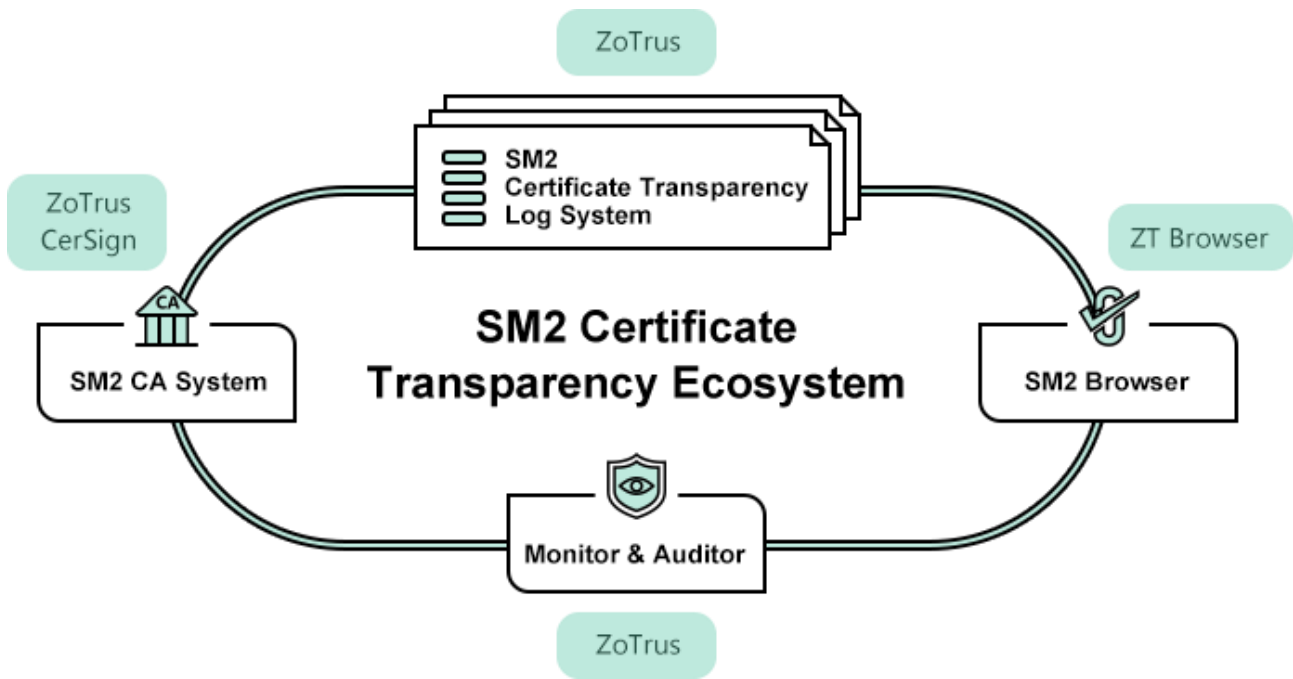 ZoTrus
SM2
Certificate Transparency
Log System
ZoTrus
CerSign
ZT Browser
CA
SM2 CA System
SM2 Certificate
Transparency Ecosystem
SM2 Browser
Monitor & Auditor
ZoTrus